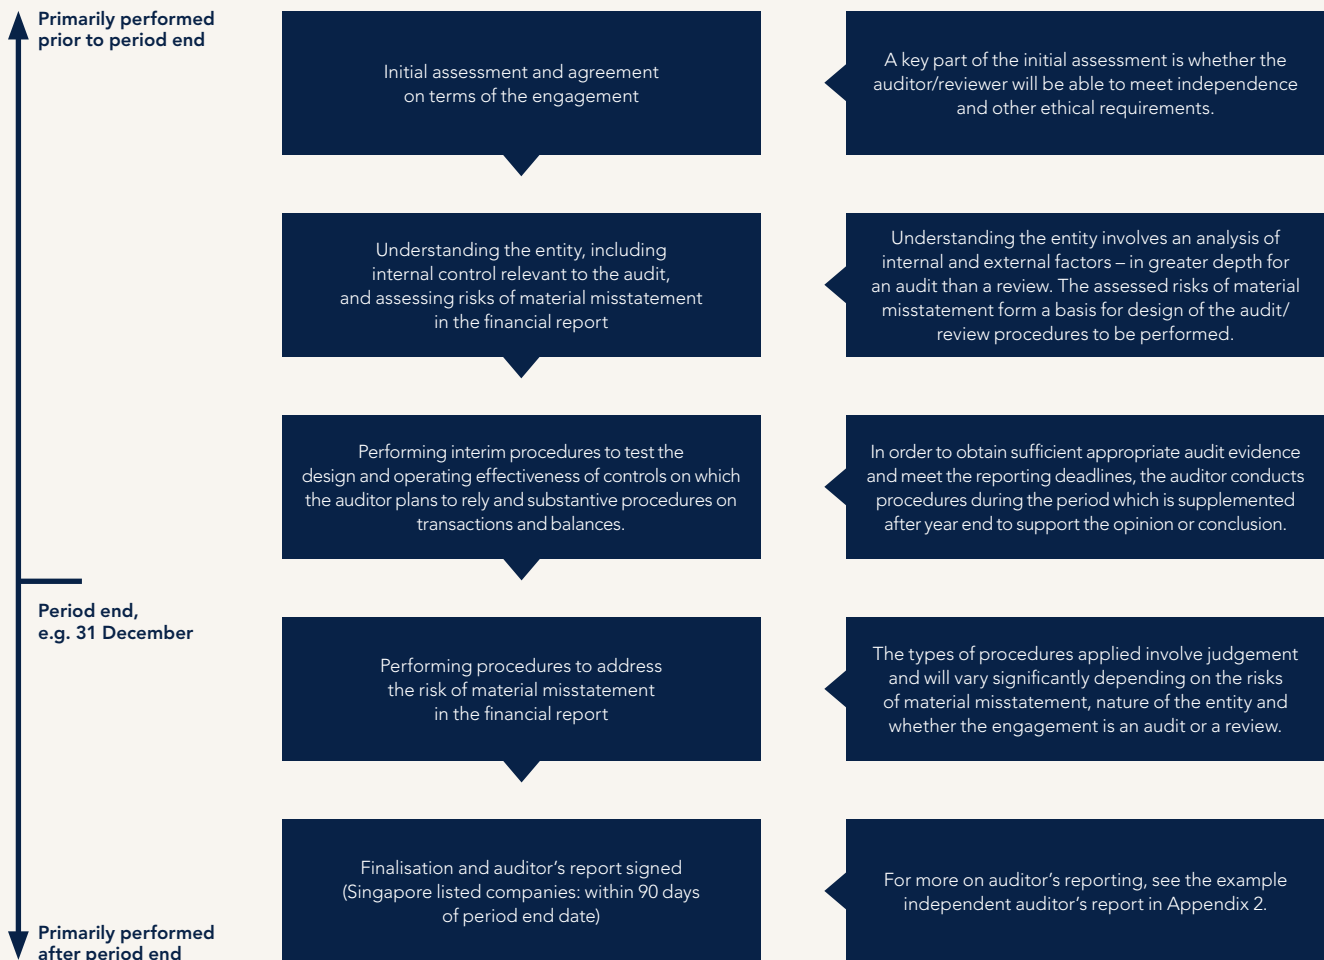 Primarily performed
prior to period end
Initial assessment and agreement
on terms of the engagement
A key part of the initial assessment is whether the
auditor/reviewer will be able to meet independence
and other ethical requirements.
Understanding the entity, including
internal control relevant to the audit,
and assessing risks of material misstatement
in the financial report
Understanding the entity involves an analysis of
internal and external factors – in greater depth for
an audit than a review. The assessed risks of material
misstatement form a basis for design of the audit/
review procedures to be performed.
Performing interim procedures to test the
design and operating effectiveness of controls on which
the auditor plans to rely and substantive procedures on
transactions and balances.
In order to obtain sufficient appropriate audit evidence
and meet the reporting deadlines, the auditor conducts
procedures during the period which is supplemented
after year end to support the opinion or conclusion.
Period end,
e.g. 31 December
Performing procedures to address
the risk of material misstatement
in the financial report
The types of procedures applied involve judgement
and will vary significantly depending on the risks
of material misstatement, nature of the entity and
whether the engagement is an audit or a review.
Finalisation and auditor’s report signed
(Singapore listed companies: within 90 days
of period end date)
For more on auditor’s reporting, see the example
independent auditor’s report in Appendix 2.
Primarily performed
after period end